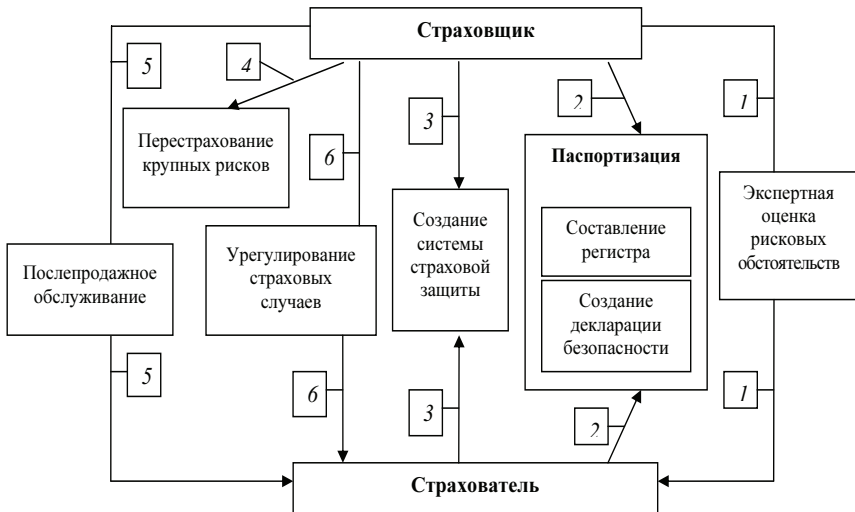 Страховщик
5
4
2
1
3
6
Перестрахование
крупных рисков
Паспортизация
Экспертная
оценка
рисковых
обстоятельств
Создание
системы
страховой
защиты
Составление
регистра
Послепродажное
обслуживание
Урегулирование
страховых
случаев
Создание
декларации
безопасности
5
6
3
2
1
Страхователь